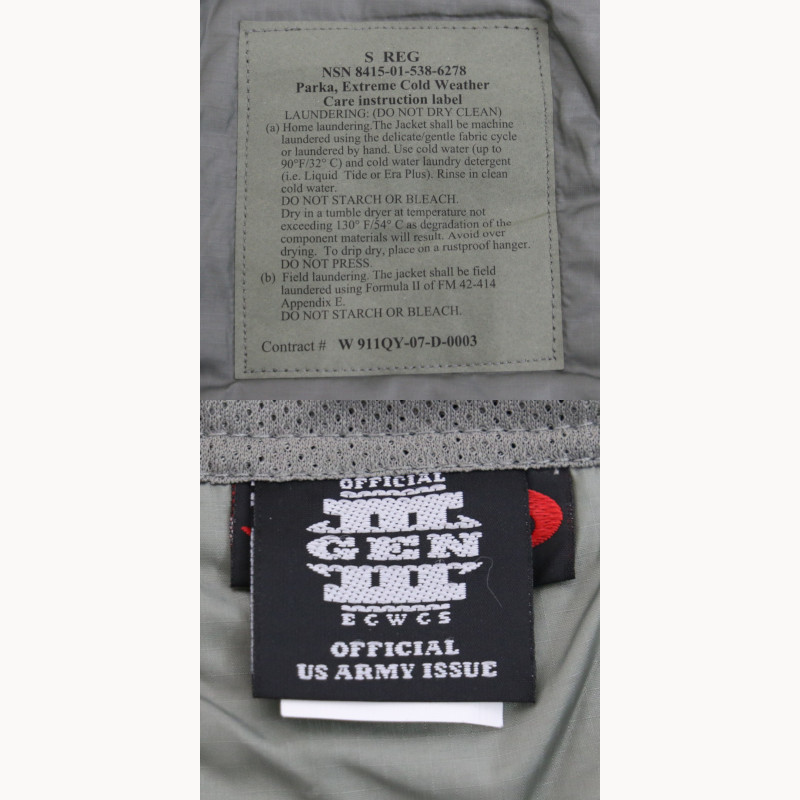 S REG
NSN 8415-01-538-6278
Parka, Extreme Cold Weather
Care instruction label
LAUNDERING: (DO NOT DRY CLEAN)
(a) Home laundering.The Jacket shall be machine
laundered using the delicate/gentle fabric cycle
or laundered by hand. Use cold water (up to
90°F/32° C) and cold water laundry detergent
(i.e. Liquid Tide or Era Plus). Rinse in clean
cold water.
DO NOT STARCH OR BLEACH.
Dry in a tumble dryer at temperature not
exceeding 130° F/54° C as degradation of the
component materials will result. Avoid over
drying. To drip dry, place on a rustproof hanger.
DO NOT PRESS.
(b) Field laundering. The jacket shall be field
laundered using Formula II of FM 42-414
Appendix E.
DO NOT STARCH OR BLEACH.
Contract # W 911QY-07-D-0003
OFFICIAL
III
GEN
III
ECWCS
OFFICIAL
US ARMY ISSUE